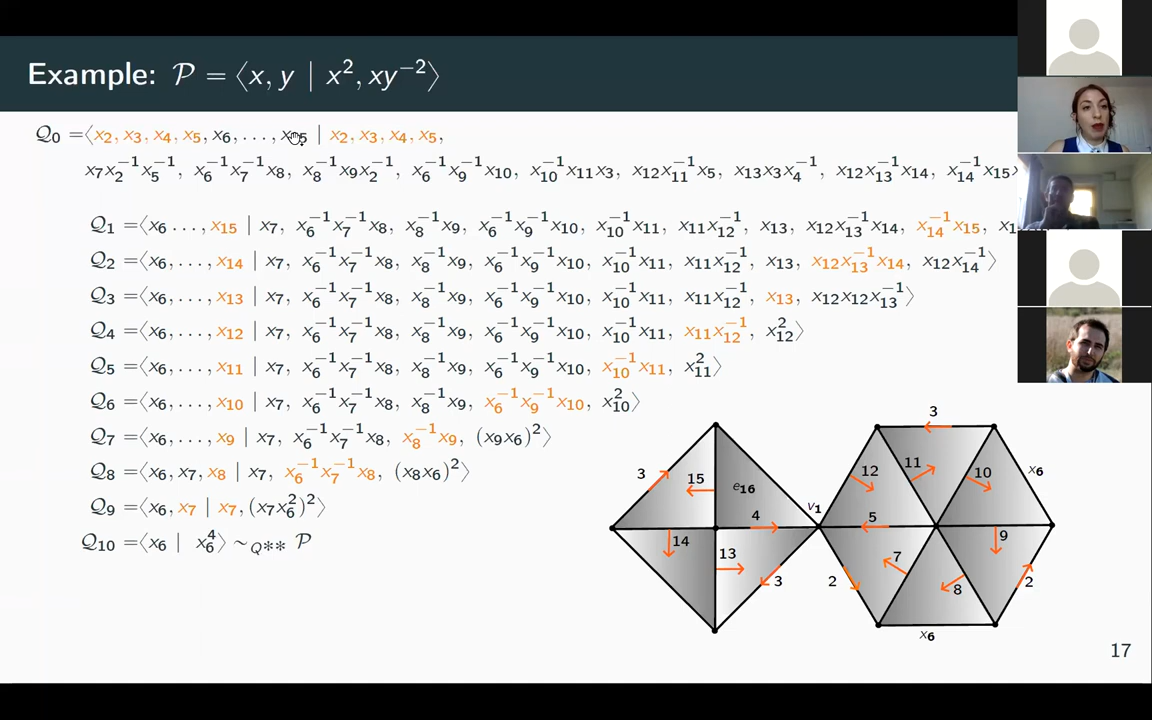 Example: 𝒫 = ⟨x, y | x², xy⁻²⟩
𝒬₀ =⟨x₂, x₃, x₄, x₅, x₆, . . . , x₁₅ | x₂, x₃, x₄, x₅,
x₇x₂⁻¹x₅⁻¹, x₆⁻¹x₇⁻¹x₈, x₈⁻¹x₉x₂⁻¹, x₆⁻¹x₉⁻¹x₁₀, x₁₀⁻¹x₁₁x₃, x₁₂x₁₁⁻¹x₅, x₁₃x₃x₄⁻¹, x₁₂x₁₃⁻¹x₁₄, x₁₄⁻¹x₁₅
𝒬₁ =⟨x₆ . . . , x₁₅ | x₇, x₆⁻¹x₇⁻¹x₈, x₈⁻¹x₉, x₆⁻¹x₉⁻¹x₁₀, x₁₀⁻¹x₁₁, x₁₁x₁₂⁻¹, x₁₃, x₁₂x₁₃⁻¹x₁₄, x₁₄⁻¹x₁₅,
𝒬₂ =⟨x₆, . . . , x₁₄ | x₇, x₆⁻¹x₇⁻¹x₈, x₈⁻¹x₉, x₆⁻¹x₉⁻¹x₁₀, x₁₀⁻¹x₁₁, x₁₁x₁₂⁻¹, x₁₃, x₁₂x₁₃⁻¹x₁₄, x₁₂x₁₄⁻¹⟩
𝒬₃ =⟨x₆, . . . , x₁₃ | x₇, x₆⁻¹x₇⁻¹x₈, x₈⁻¹x₉, x₆⁻¹x₉⁻¹x₁₀, x₁₀⁻¹x₁₁, x₁₁x₁₂⁻¹, x₁₃, x₁₂x₁₂x₁₃⁻¹⟩
𝒬₄ =⟨x₆, . . . , x₁₂ | x₇, x₆⁻¹x₇⁻¹x₈, x₈⁻¹x₉, x₆⁻¹x₉⁻¹x₁₀, x₁₀⁻¹x₁₁, x₁₁x₁₂⁻¹, x₁₂²⟩
𝒬₅ =⟨x₆, . . . , x₁₁ | x₇, x₆⁻¹x₇⁻¹x₈, x₈⁻¹x₉, x₆⁻¹x₉⁻¹x₁₀, x₁₀⁻¹x₁₁, x₁₁²⟩
𝒬₆ =⟨x₆, . . . , x₁₀ | x₇, x₆⁻¹x₇⁻¹x₈, x₈⁻¹x₉, x₆⁻¹x₉⁻¹x₁₀, x₁₀²⟩
𝒬₇ =⟨x₆, . . . , x₉ | x₇, x₆⁻¹x₇⁻¹x₈, x₈⁻¹x₉, (x₉x₆)²⟩
𝒬₈ =⟨x₆, x₇, x₈ | x₇, x₆⁻¹x₇⁻¹x₈, (x₈x₆)²⟩
𝒬₉ =⟨x₆, x₇ | x₇, (x₇x₆²)²⟩
𝒬₁₀ =⟨x₆ | x₆⁴⟩ ∼_Q** 𝒫
3
3
15
e₁₆
12
11
10
x₆
v₁
4
5
14
13
7
9
3
2
8
2
x₆
17